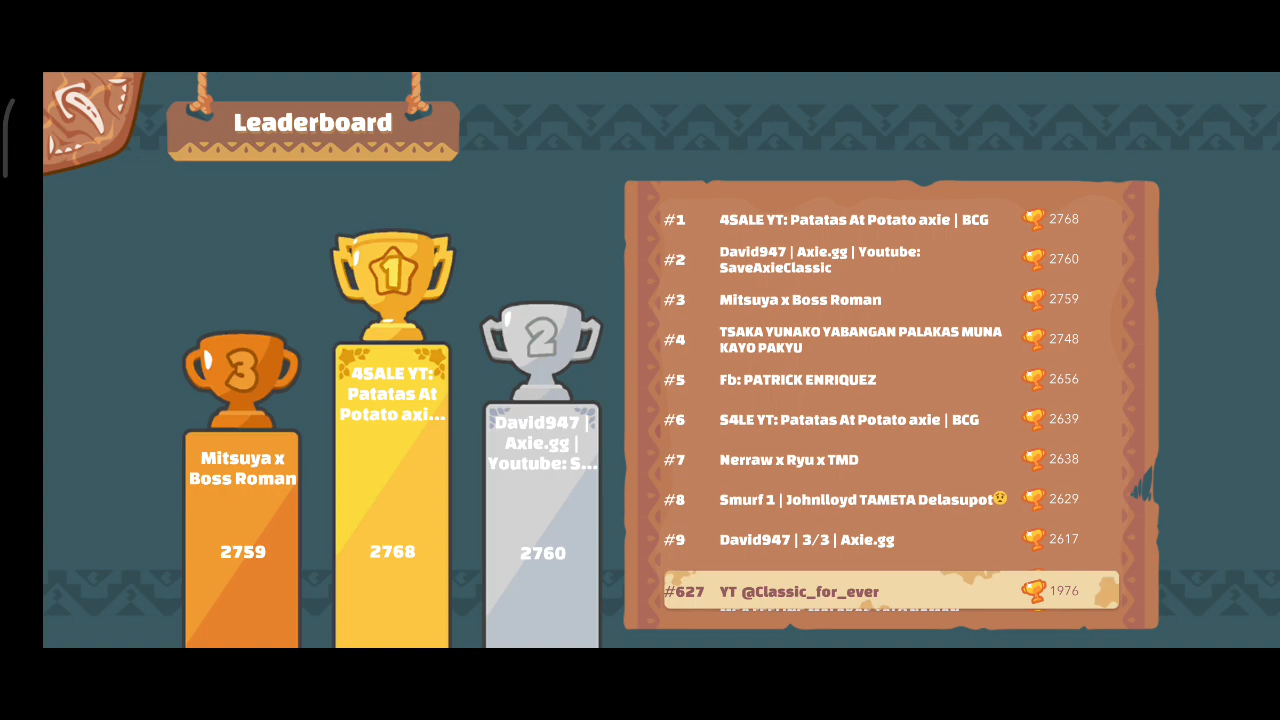 Leaderboard
1
2
3
4SALE YT:
Patatas At
Potato axi...
David947 |
Axie.gg |
Youtube: S...
Mitsuya x
Boss Roman
2759
2768
2760
#1 4SALE YT: Patatas At Potato axie | BCG 2768
#2 David947 | Axie.gg | Youtube:
SaveAxieClassic 2760
#3 Mitsuya x Boss Roman 2759
#4 TSAKA YUNAKO YABANGAN PALAKAS MUNA
KAYO PAKYU 2748
#5 Fb: PATRICK ENRIQUEZ 2656
#6 S4LE YT: Patatas At Potato axie | BCG 2639
#7 Nerraw x Ryu x TMD 2638
#8 Smurf 1 | Johnlloyd TAMETA Delasupot🤨 2629
#9 David947 | 3/3 | Axie.gg 2617
#627 YT @Classic_for_ever 1976